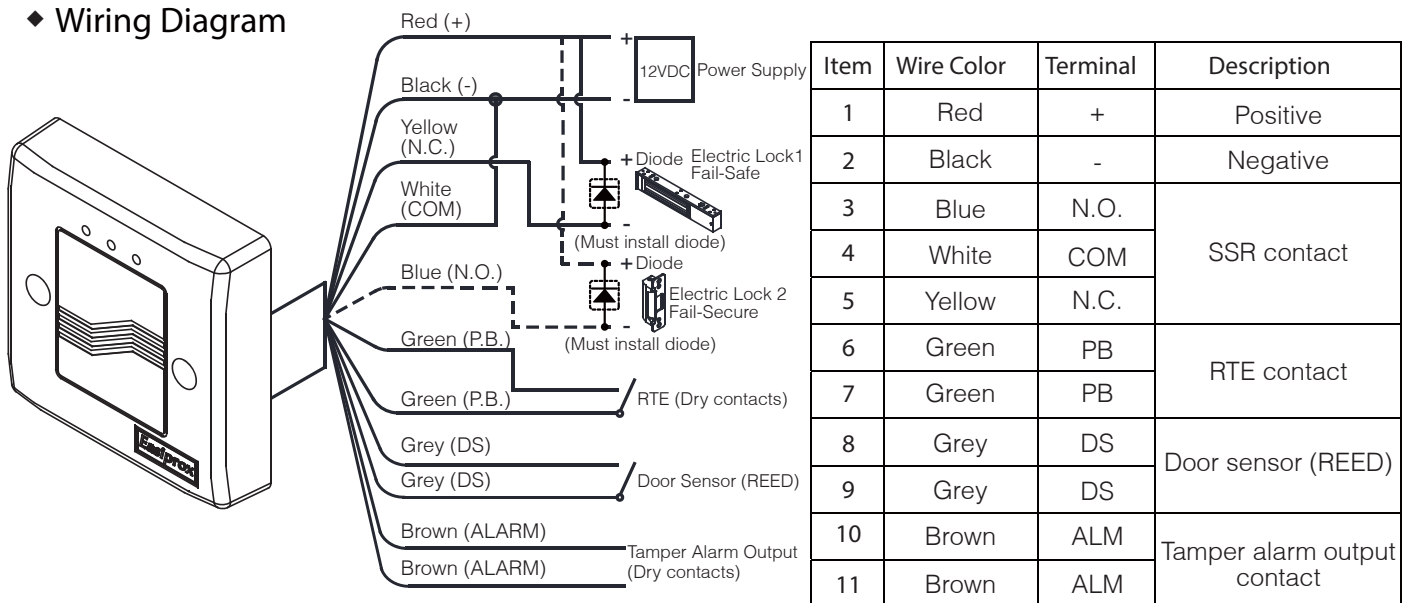 ◆ Wiring Diagram
Red (+)
+
12VDC Power Supply
Black (-)
-
Yellow
(N.C.)
+ Diode Electric Lock1
Fail-Safe
White
(COM)
-
(Must install diode)
+ Diode
Blue (N.O.)
Electric Lock 2
Fail-Secure
-
Green (P.B.)
(Must install diode)
Green (P.B.)
RTE (Dry contacts)
Grey (DS)
Grey (DS)
Door Sensor (REED)
Brown (ALARM)
Tamper Alarm Output
(Dry contacts)
Brown (ALARM)
Easiprox
Item Wire Color Terminal Description
1 Red + Positive
2 Black - Negative
3 Blue N.O.
4 White COM SSR contact
5 Yellow N.C.
6 Green PB
RTE contact
7 Green PB
8 Grey DS
Door sensor (REED)
9 Grey DS
10 Brown ALM
Tamper alarm output
contact
11 Brown ALM